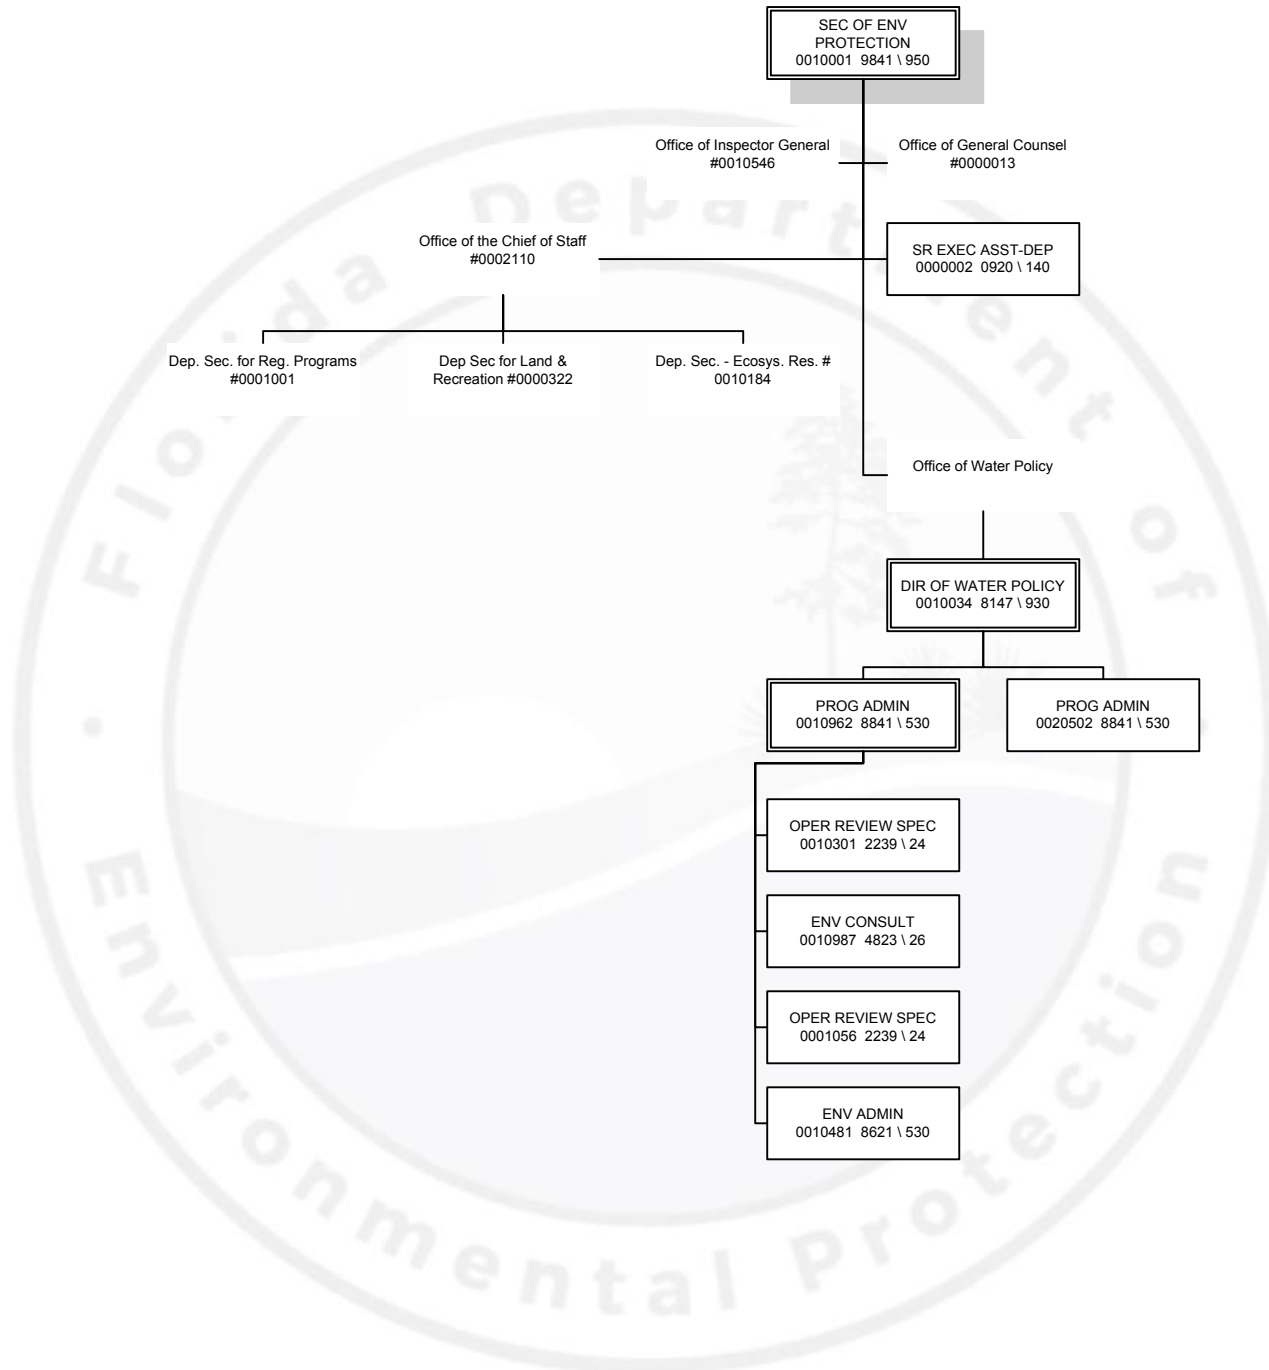 SEC OF ENV
PROTECTION
0010001 9841 \ 950
Office of Inspector General
#0010546
Office of General Counsel
#0000013
Office of the Chief of Staff
#0002110
SR EXEC ASST-DEP
0000002 0920 \ 140
Dep. Sec. for Reg. Programs
#0001001
Dep Sec for Land &
Recreation #0000322
Dep. Sec. - Ecosys. Res. #
0010184
Office of Water Policy
DIR OF WATER POLICY
0010034 8147 \ 930
PROG ADMIN
0010962 8841 \ 530
PROG ADMIN
0020502 8841 \ 530
OPER REVIEW SPEC
0010301 2239 \ 24
ENV CONSULT
0010987 4823 \ 26
OPER REVIEW SPEC
0001056 2239 \ 24
ENV ADMIN
0010481 8621 \ 530
Florida Department of
Environmental Protection